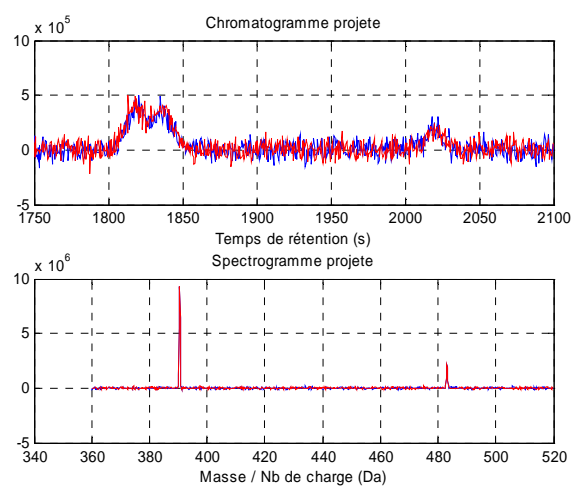 x 10^5
Chromatogramme projete
10
5
0
-5
1750 1800 1850 1900 1950 2000 2050 2100
Temps de rétention (s)
x 10^6
Spectrogramme projete
10
5
0
-5
340 360 380 400 420 440 460 480 500 520
Masse / Nb de charge (Da)